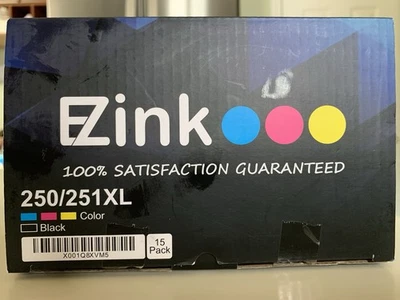 EZink
100% SATISFACTION GUARANTEED
250/251XL
Color
Black
15
Pack
X001Q8XVM5